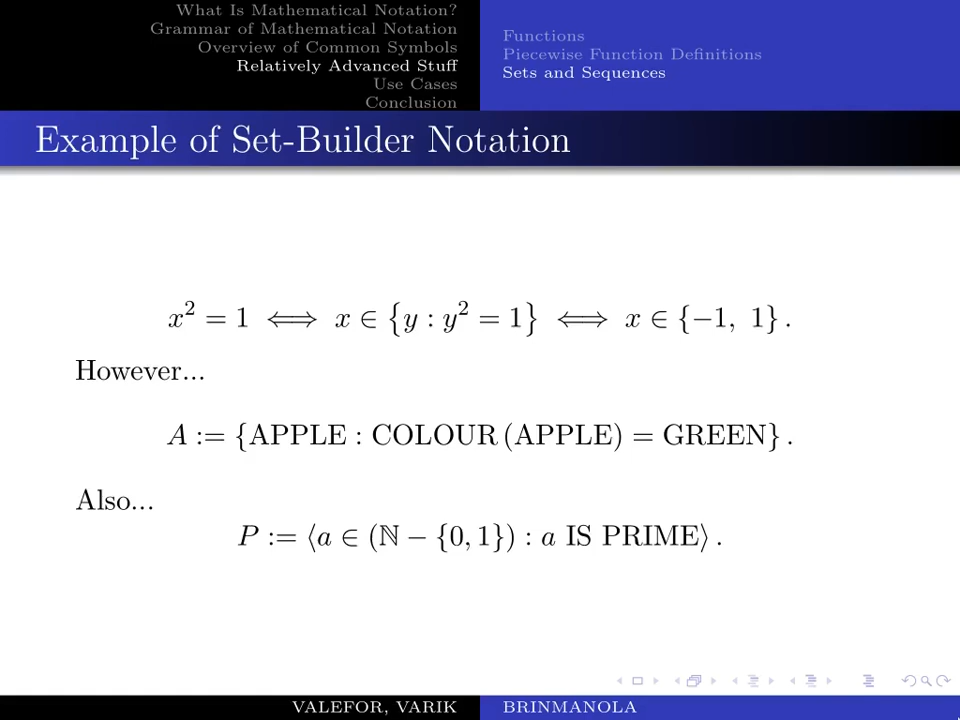 What Is Mathematical Notation?
Grammar of Mathematical Notation
Overview of Common Symbols
Relatively Advanced Stuff
Use Cases
Conclusion
Functions
Piecewise Function Definitions
Sets and Sequences
Example of Set-Builder Notation
x² = 1 ⟺ x ∈ {y : y² = 1} ⟺ x ∈ {−1, 1} .
However...
A := {APPLE : COLOUR (APPLE) = GREEN} .
Also...
P := ⟨a ∈ (ℕ − {0, 1}) : a IS PRIME⟩ .
VALEFOR, VARIK
BRINMANOLA